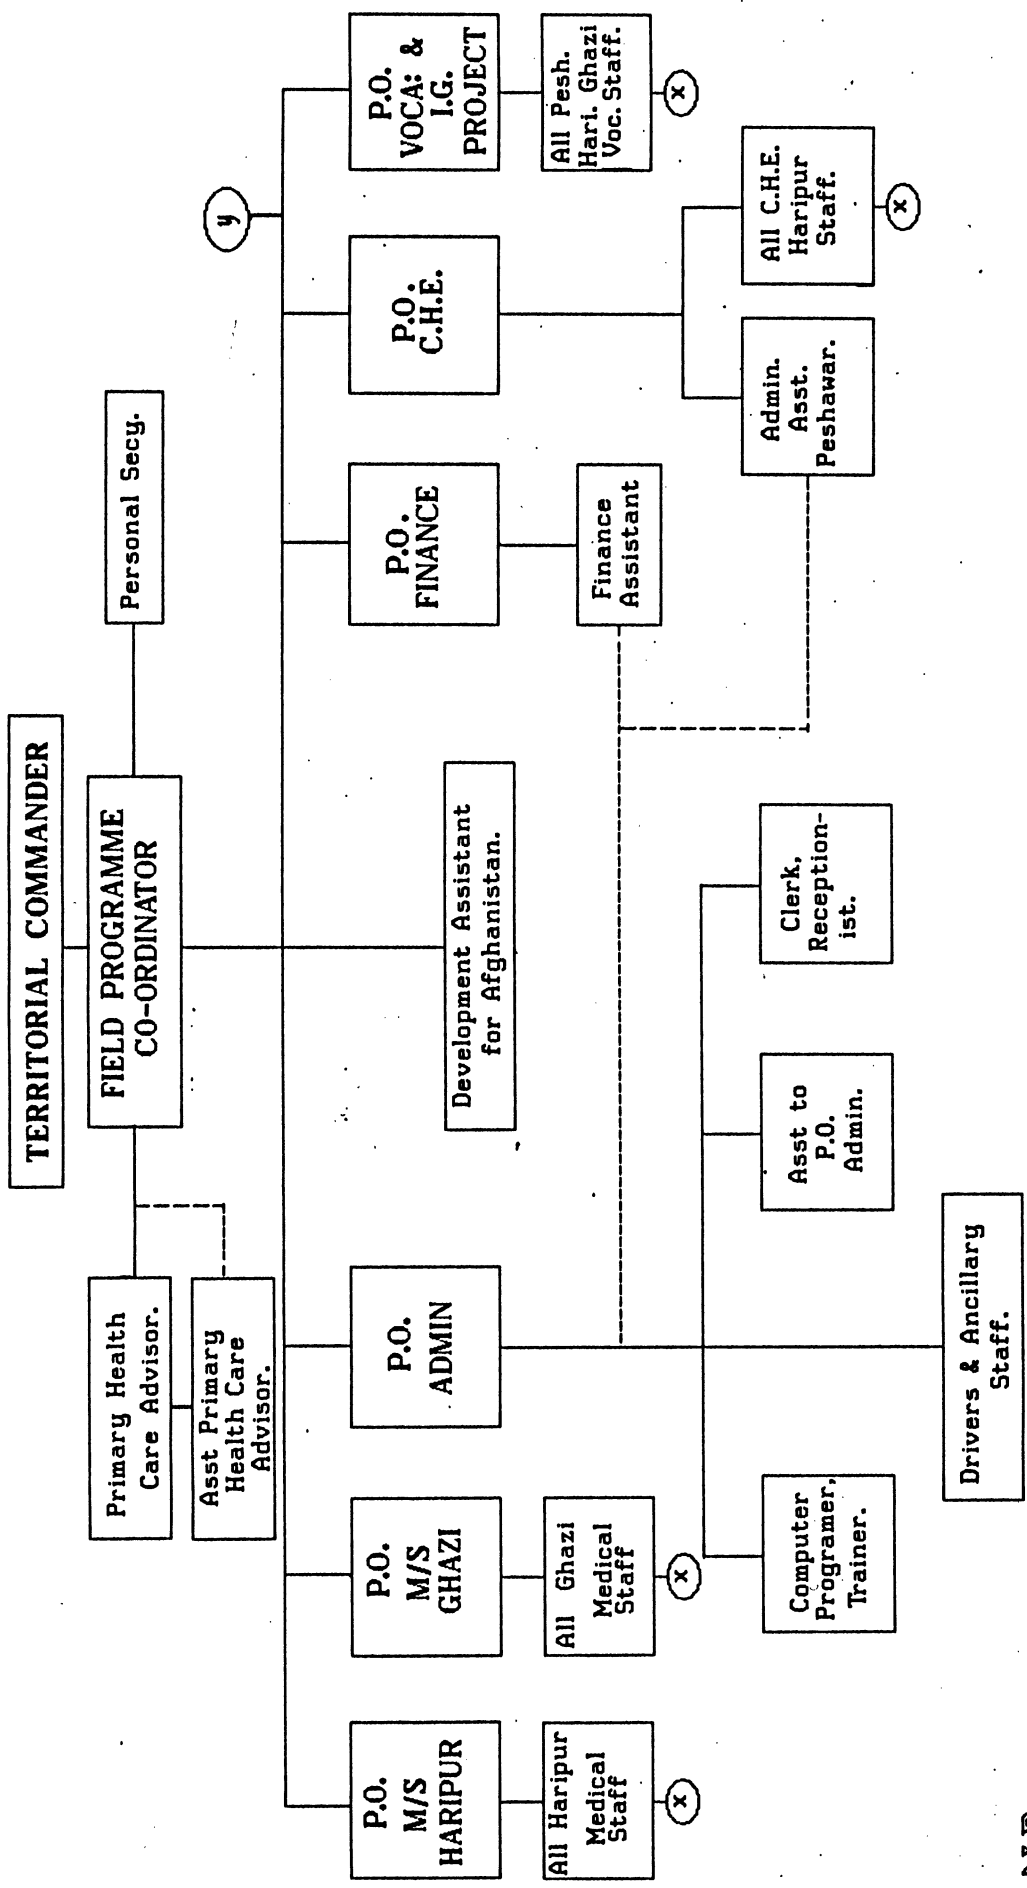 TERRITORIAL COMMANDER
FIELD PROGRAMME
CO-ORDINATOR
Personal Secy.
Primary Health
Care Advisor.
Asst Primary
Health Care
Advisor.
y
P.O.
M/S
HARIPUR
P.O.
M/S
GHAZI
P.O.
ADMIN
Development Assistant
for Afghanistan.
P.O.
FINANCE
P.O.
C.H.E.
P.O.
VOCA: &
I.G.
PROJECT
All Haripur
Medical
Staff
x
All Ghazi
Medical
Staff
x
Finance
Assistant
All Pesh.
Hari. Ghazi
Voc. Staff.
x
Computer
Programer,
Trainer.
Asst to
P.O.
Admin.
Clerk,
Reception-
ist.
Admin.
Asst.
Peshawar.
All C.H.E.
Haripur
Staff.
x
Drivers & Ancillary
Staff.